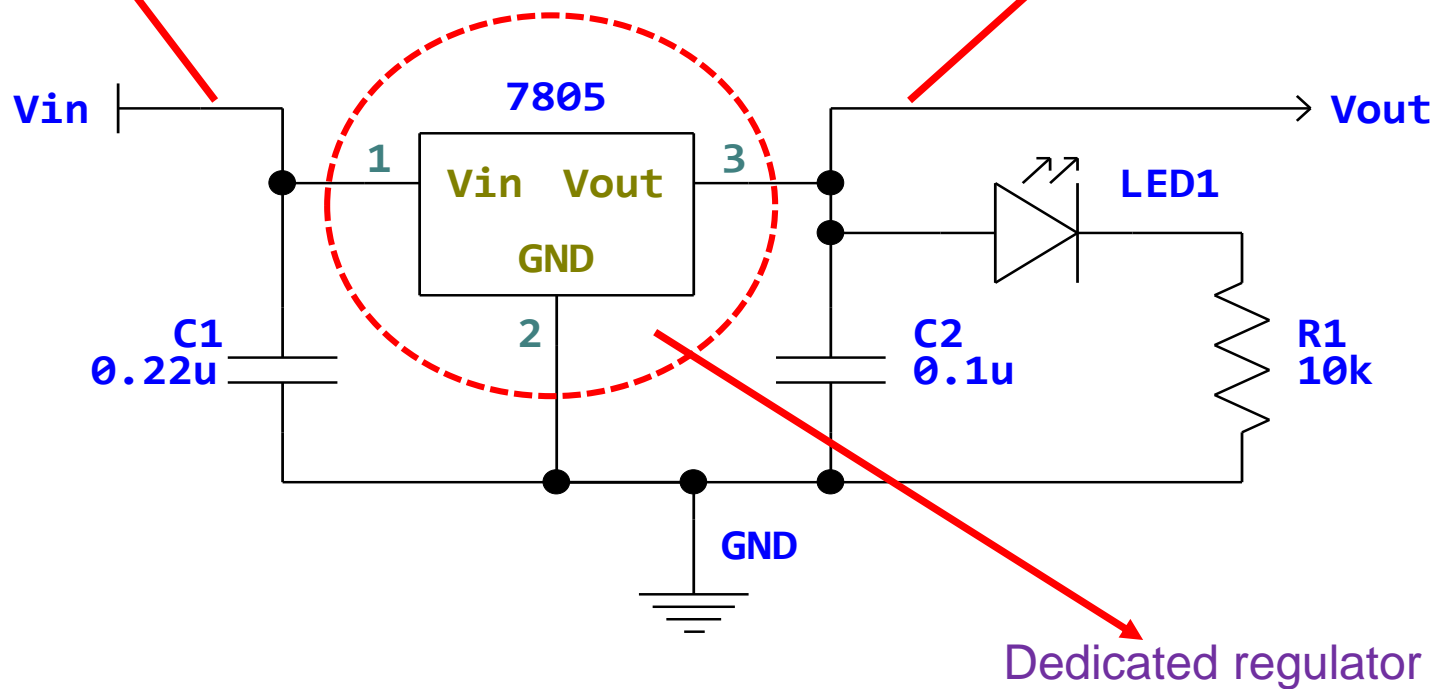 7805
Vin
Vout
1
3
Vin Vout
LED1
GND
2
C1
0.22u
C2
0.1u
R1
10k
GND
Dedicated regulator